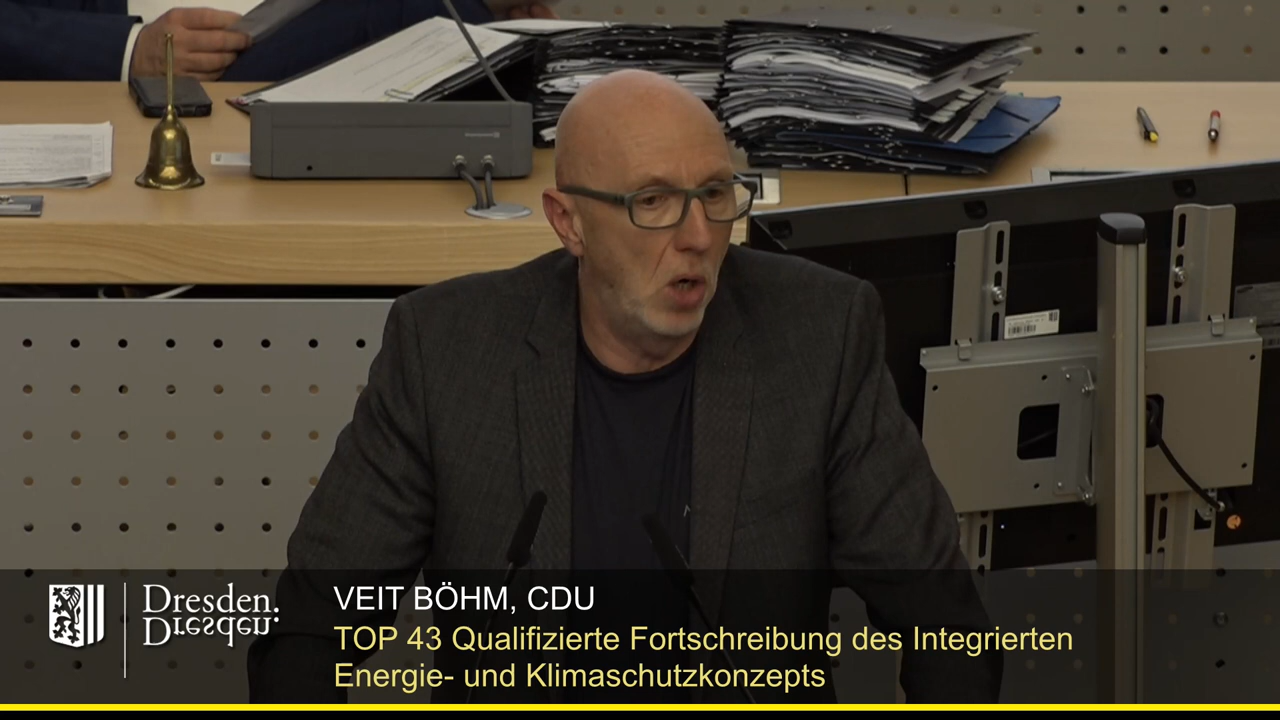 VEIT BÖHM, CDU
TOP 43 Qualifizierte Fortschreibung des Integrierten
Energie- und Klimaschutzkonzepts
Dresden.
Dresden.